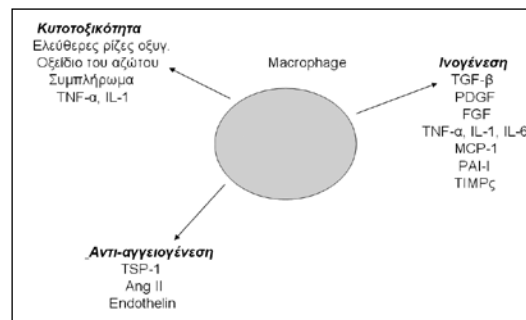 Κυτοτοξικότητα
Ελεύθερες ρίζες οξυγ.
Οξείδιο του αζώτου
Συμπλήρωμα
TNF-α, IL-1
Macrophage
Ινογένεση
TGF-β
PDGF
FGF
TNF-α, IL-1, IL-6
MCP-1
PAI-I
TIMPς
Αντι-αγγειογένεση
TSP-1
Ang II
Endothelin